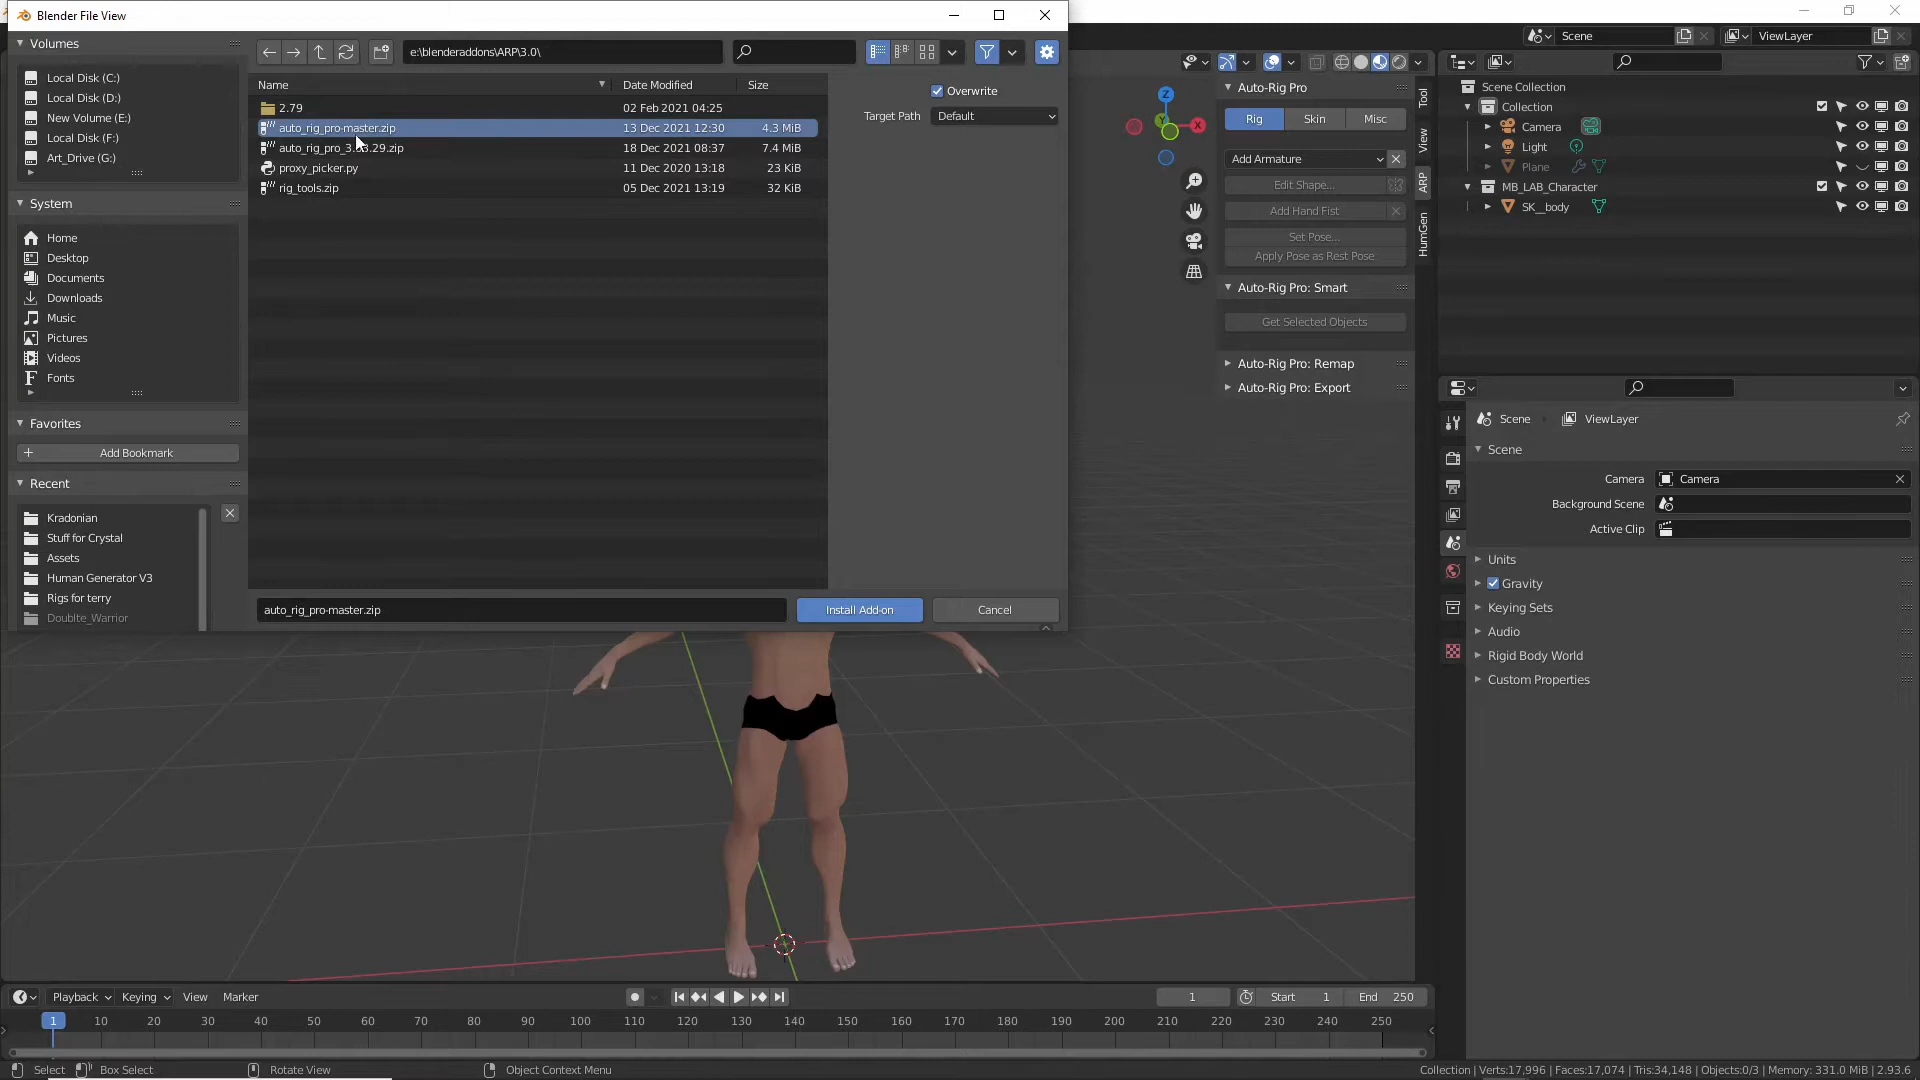 Blender File View
Volumes
Local Disk (C:)
Local Disk (D:)
New Volume (E:)
Local Disk (F:)
Art_Drive (G:)
System
Home
Desktop
Documents
Downloads
Music
Pictures
Videos
Fonts
Favorites
Add Bookmark
Recent
Kradonian
Stuff for Crystal
Assets
Human Generator V3
Rigs for terry
Doublte_Warrior
e:\blenderaddons\ARP\3.0\
Name Date Modified Size
2.79 02 Feb 2021 04:25
auto_rig_pro-master.zip 13 Dec 2021 12:30 4.3 MiB
18 Dec 2021 08:37 7.4 MiB
proxy_picker.py 11 Dec 2020 13:18 23 KiB
rig_tools.zip 05 Dec 2021 13:19 32 KiB
Overwrite
Target Path Default
auto_rig_pro-master.zip Install Add-on Cancel
Auto-Rig Pro
Rig Skin Misc
Add Armature
Edit Shape...
Add Hand Fist
Set Pose...
Apply Pose as Rest Pose
Auto-Rig Pro: Smart
Get Selected Objects
Auto-Rig Pro: Remap
Auto-Rig Pro: Export
Z
X
Tool
View
ARP
HumGen
Scene ViewLayer
Scene Collection
Collection
Camera
Light
Plane
MB_LAB_Character
SK__body
Scene ViewLayer
Scene
Camera Camera
Background Scene
Active Clip
Units
Gravity
Keying Sets
Audio
Rigid Body World
Custom Properties
Playback Keying View Marker
1 Start 1 End 250
1 10 20 30 40 50 60 70 80 90 100 110 120 130 140 150 160 170 180 190 200 210 220 230 240 250
Select Box Select Rotate View Object Context Menu
Collection | Verts:17,996 | Faces:17,074 | Tris:34,148 | Objects:0/3 | Memory: 331.0 MiB | 2.93.6